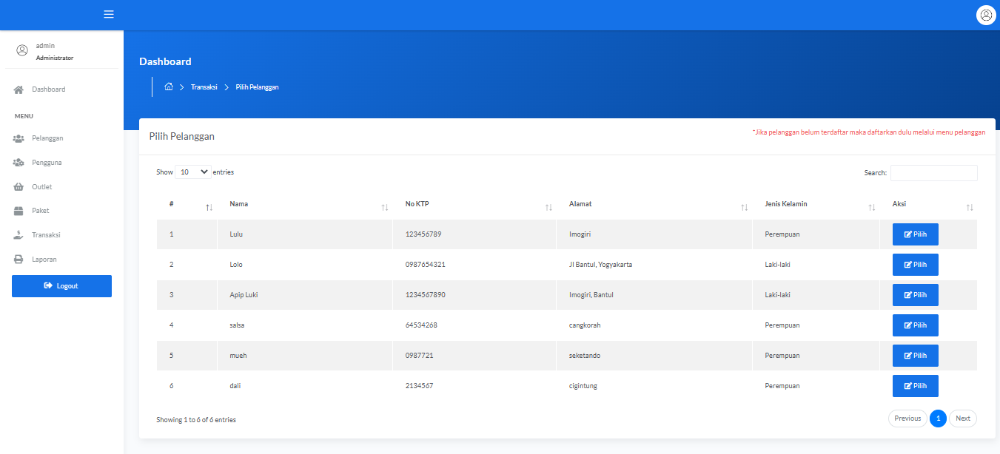 admin
Administrator
Dashboard
MENU
Pelanggan
Pengguna
Outlet
Paket
Transaksi
Laporan
Logout
Dashboard
Transaksi Pilih Pelanggan
Pilih Pelanggan
*Jika pelanggan belum terdaftar maka daftarkan dulu melalui menu pelanggan
Show 10 entries
Search:
# Nama No KTP Alamat Jenis Kelamin Aksi
1 Lulu 123456789 Imogiri Perempuan Pilih
2 Lolo 0987654321 Jl Bantul, Yogyakarta Laki-laki Pilih
3 Apip Luki 1234567890 Imogiri, Bantul Laki-laki Pilih
4 salsa 64534268 cangkorah Perempuan Pilih
5 mueh 0987721 seketando Perempuan Pilih
6 dali 2134567 cigintung Perempuan Pilih
Showing 1 to 6 of 6 entries
Previous 1 Next